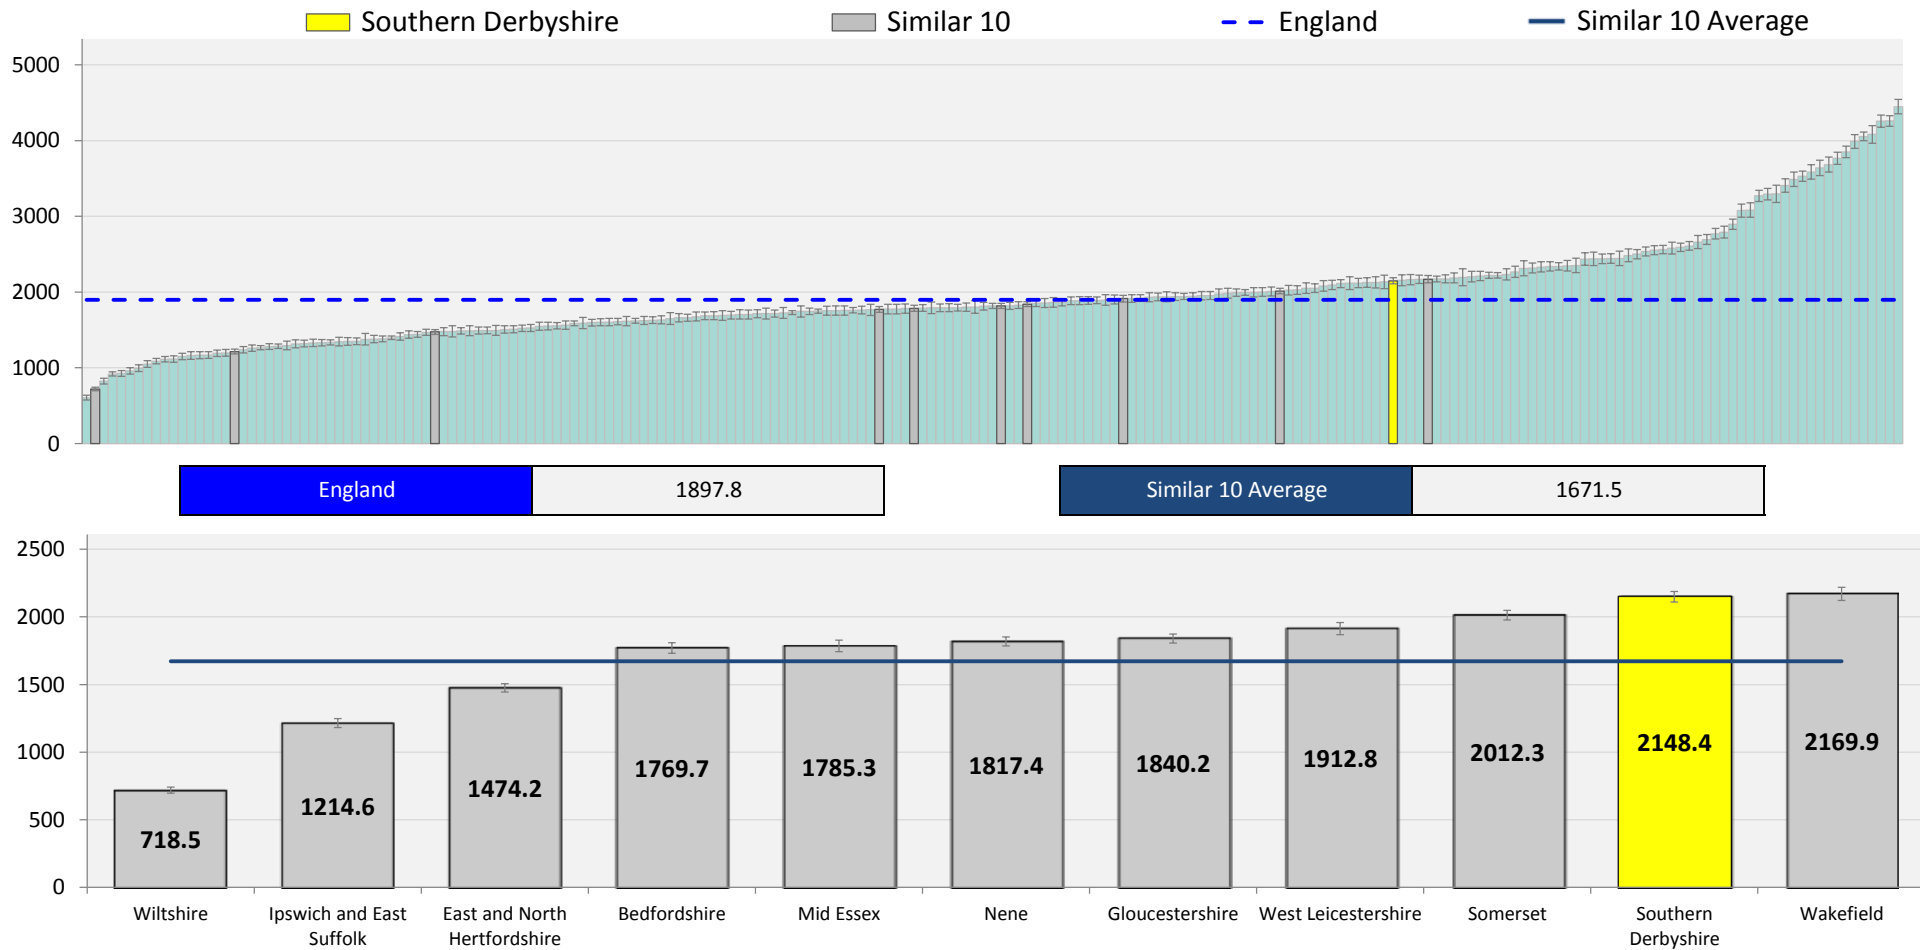 Southern Derbyshire Similar 10 England Similar 10 Average
5000
4000
3000
2000
1000
0
England 1897.8 Similar 10 Average 1671.5
2500
2000
1500
1000
500
0
718.5 1214.6 1474.2 1769.7 1785.3 1817.4 1840.2 1912.8 2012.3 2148.4 2169.9
Wiltshire Ipswich and East East and North Bedfordshire Mid Essex Nene Gloucestershire West Leicestershire Somerset Southern Wakefield
Suffolk Hertfordshire Derbyshire